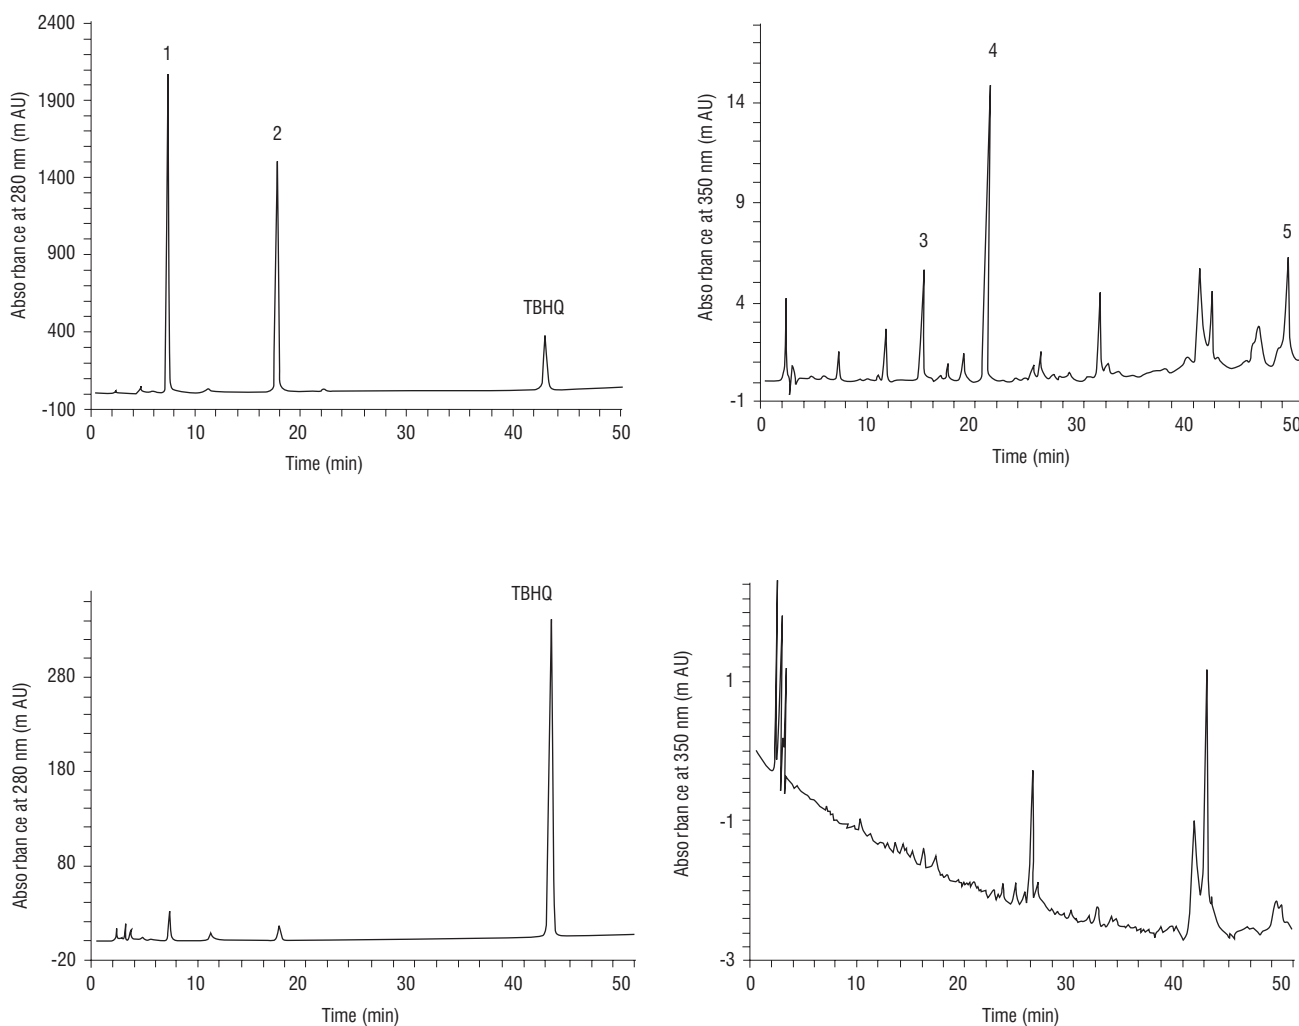 2400
1900
1400
900
400
-100
Abso rban ce at 280 nm (m AU)
1
2
TBHQ
0 10 20 30 40 50
Time (min)
14
9
4
-1
Abso rban ce at 350 nm (m AU)
3
4
5
0 10 20 30 40 50
Time (min)
280
180
80
-20
Abso rban ce at 280 nm (m AU)
TBHQ
0 10 20 30 40 50
Time (min)
1
-1
-3
Abso rban ce at 350 nm (m AU)
0 10 20 30 40 50
Time (min)